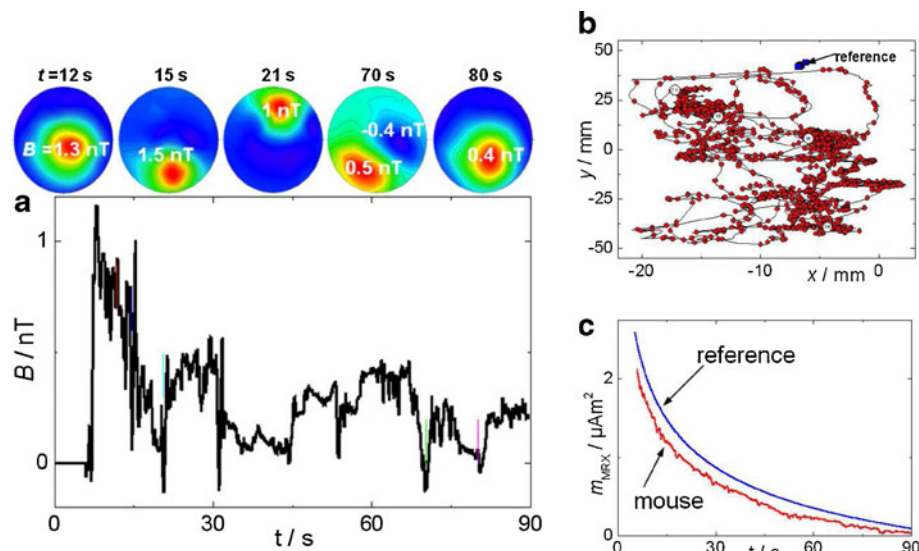 t =12 s 15 s 21 s 70 s 80 s
B =1.3 nT 1.5 nT 1 nT -0.4 nT 0.5 nT 0.4 nT
a
B / nT
1
0
0 30 60 90
t / s
b
y / mm
50
25
0
-25
-50
reference
-20 -10 0
x / mm
c
m MRX / µAm²
2
0
reference
mouse
0 30 60 90
t / s